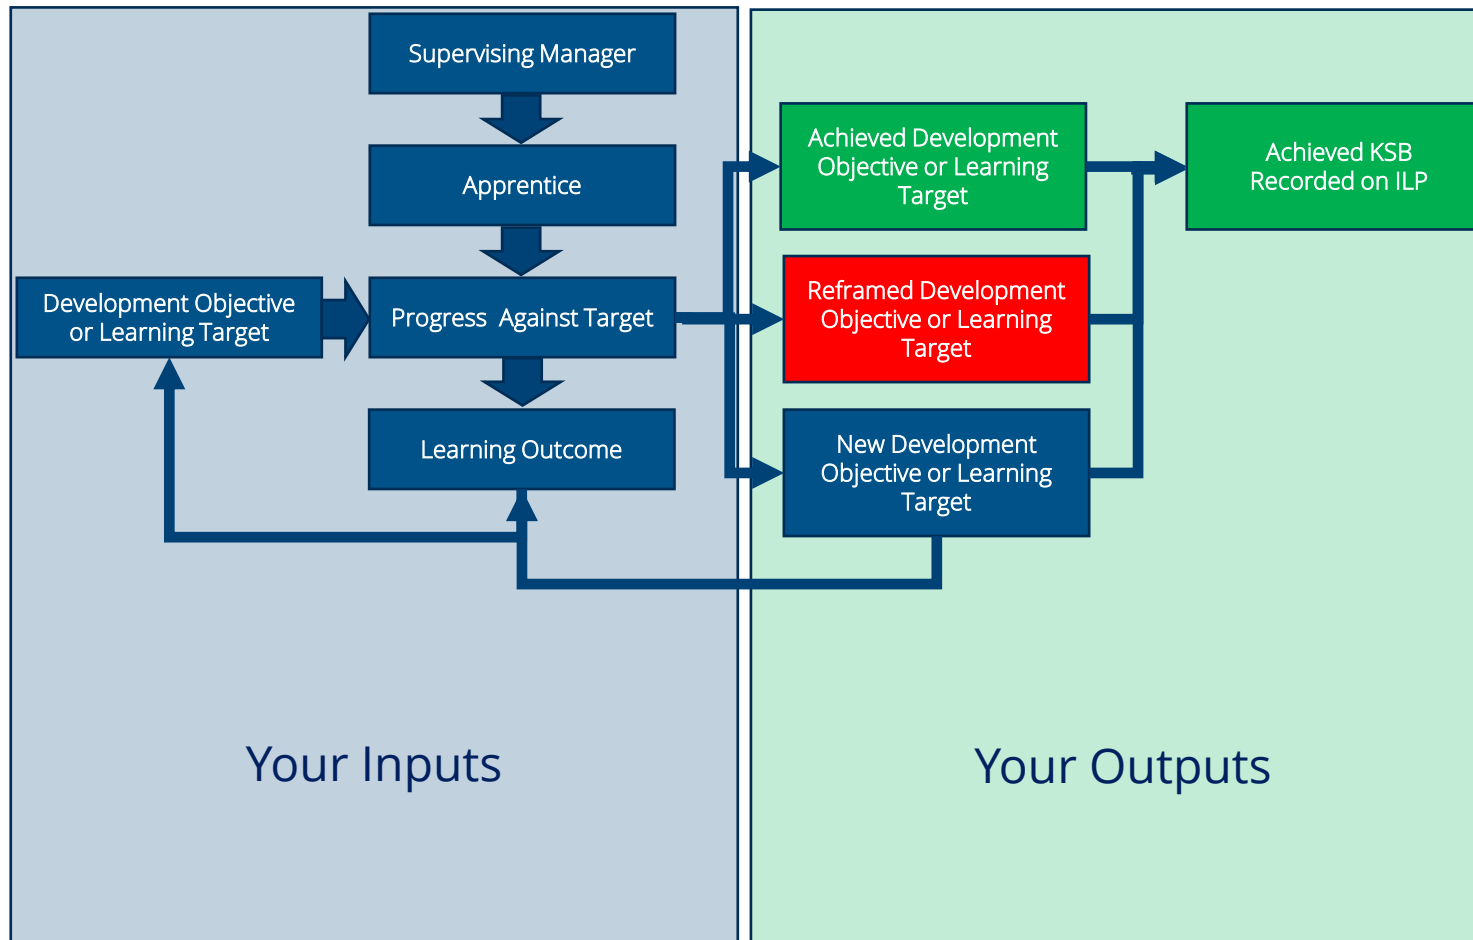 Supervising Manager
Apprentice
Development Objective
or Learning Target
Progress Against Target
Learning Outcome
Your Inputs
Achieved Development
Objective or Learning
Target
Reframed Development
Objective or Learning
Target
New Development
Objective or Learning
Target
Achieved KSB
Recorded on ILP
Your Outputs